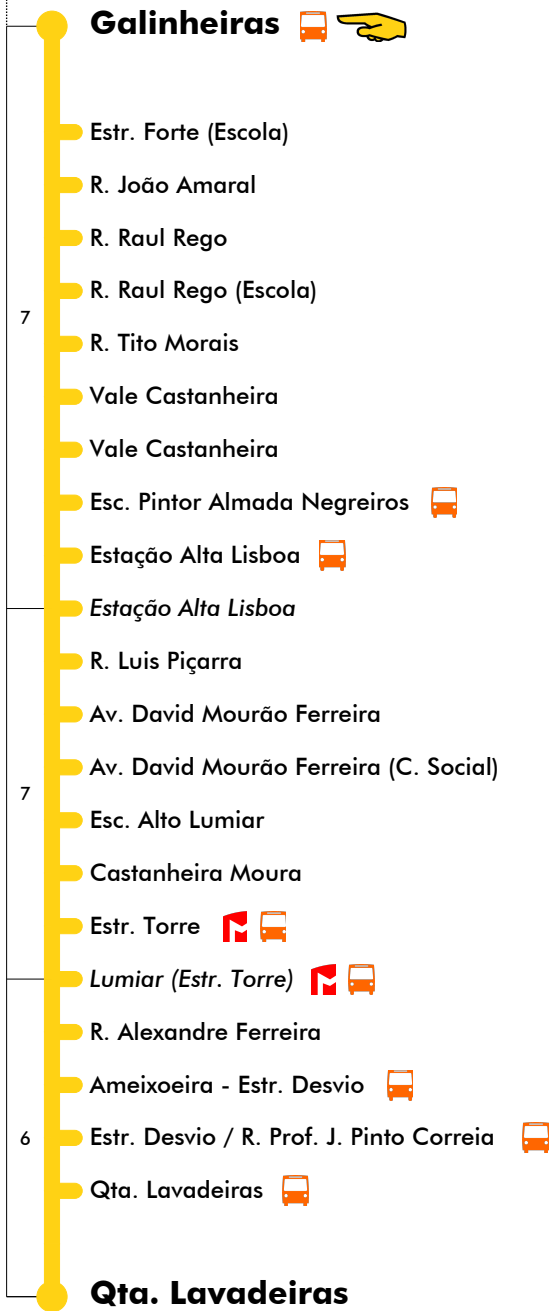 Galinheiras
Estr. Forte (Escola)
R. João Amaral
R. Raul Rego
R. Raul Rego (Escola)
7
R. Tito Morais
Vale Castanheira
Vale Castanheira
Esc. Pintor Almada Negreiros
Estação Alta Lisboa
Estação Alta Lisboa
R. Luis Piçarra
Av. David Mourão Ferreira
Av. David Mourão Ferreira (C. Social)
7
Esc. Alto Lumiar
Castanheira Moura
Estr. Torre
Lumiar (Estr. Torre)
R. Alexandre Ferreira
Ameixoeira - Estr. Desvio
6
Estr. Desvio / R. Prof. J. Pinto Correia
Qta. Lavadeiras
Qta. Lavadeiras